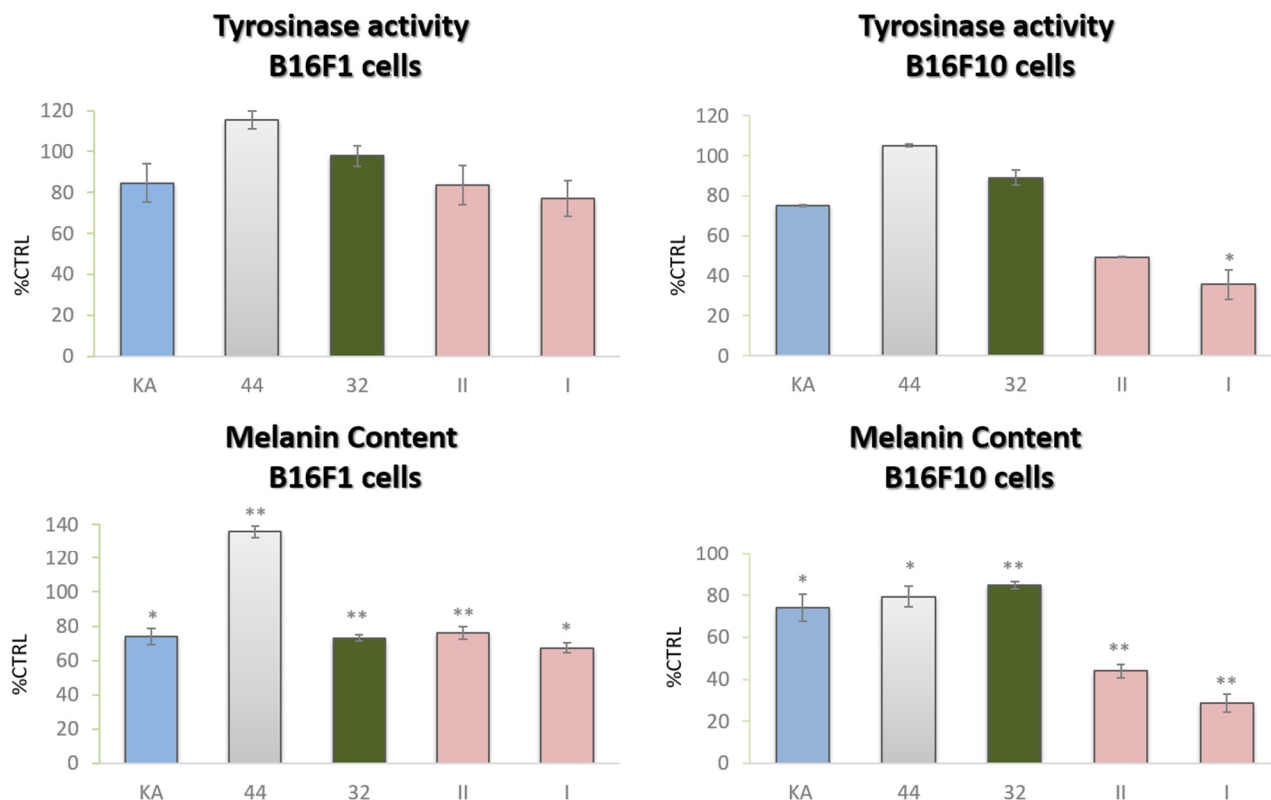 Tyrosinase activity
B16F1 cells
%CTRL
120
100
80
60
40
20
0
KA 44 32 II I
Tyrosinase activity
B16F10 cells
%CTRL
120
100
80
60
40
20
0
*
KA 44 32 II I
Melanin Content
B16F1 cells
%CTRL
140
120
100
80
60
40
20
0
* ** ** ** *
KA 44 32 II I
Melanin Content
B16F10 cells
%CTRL
100
80
60
40
20
0
* * ** ** **
KA 44 32 II I